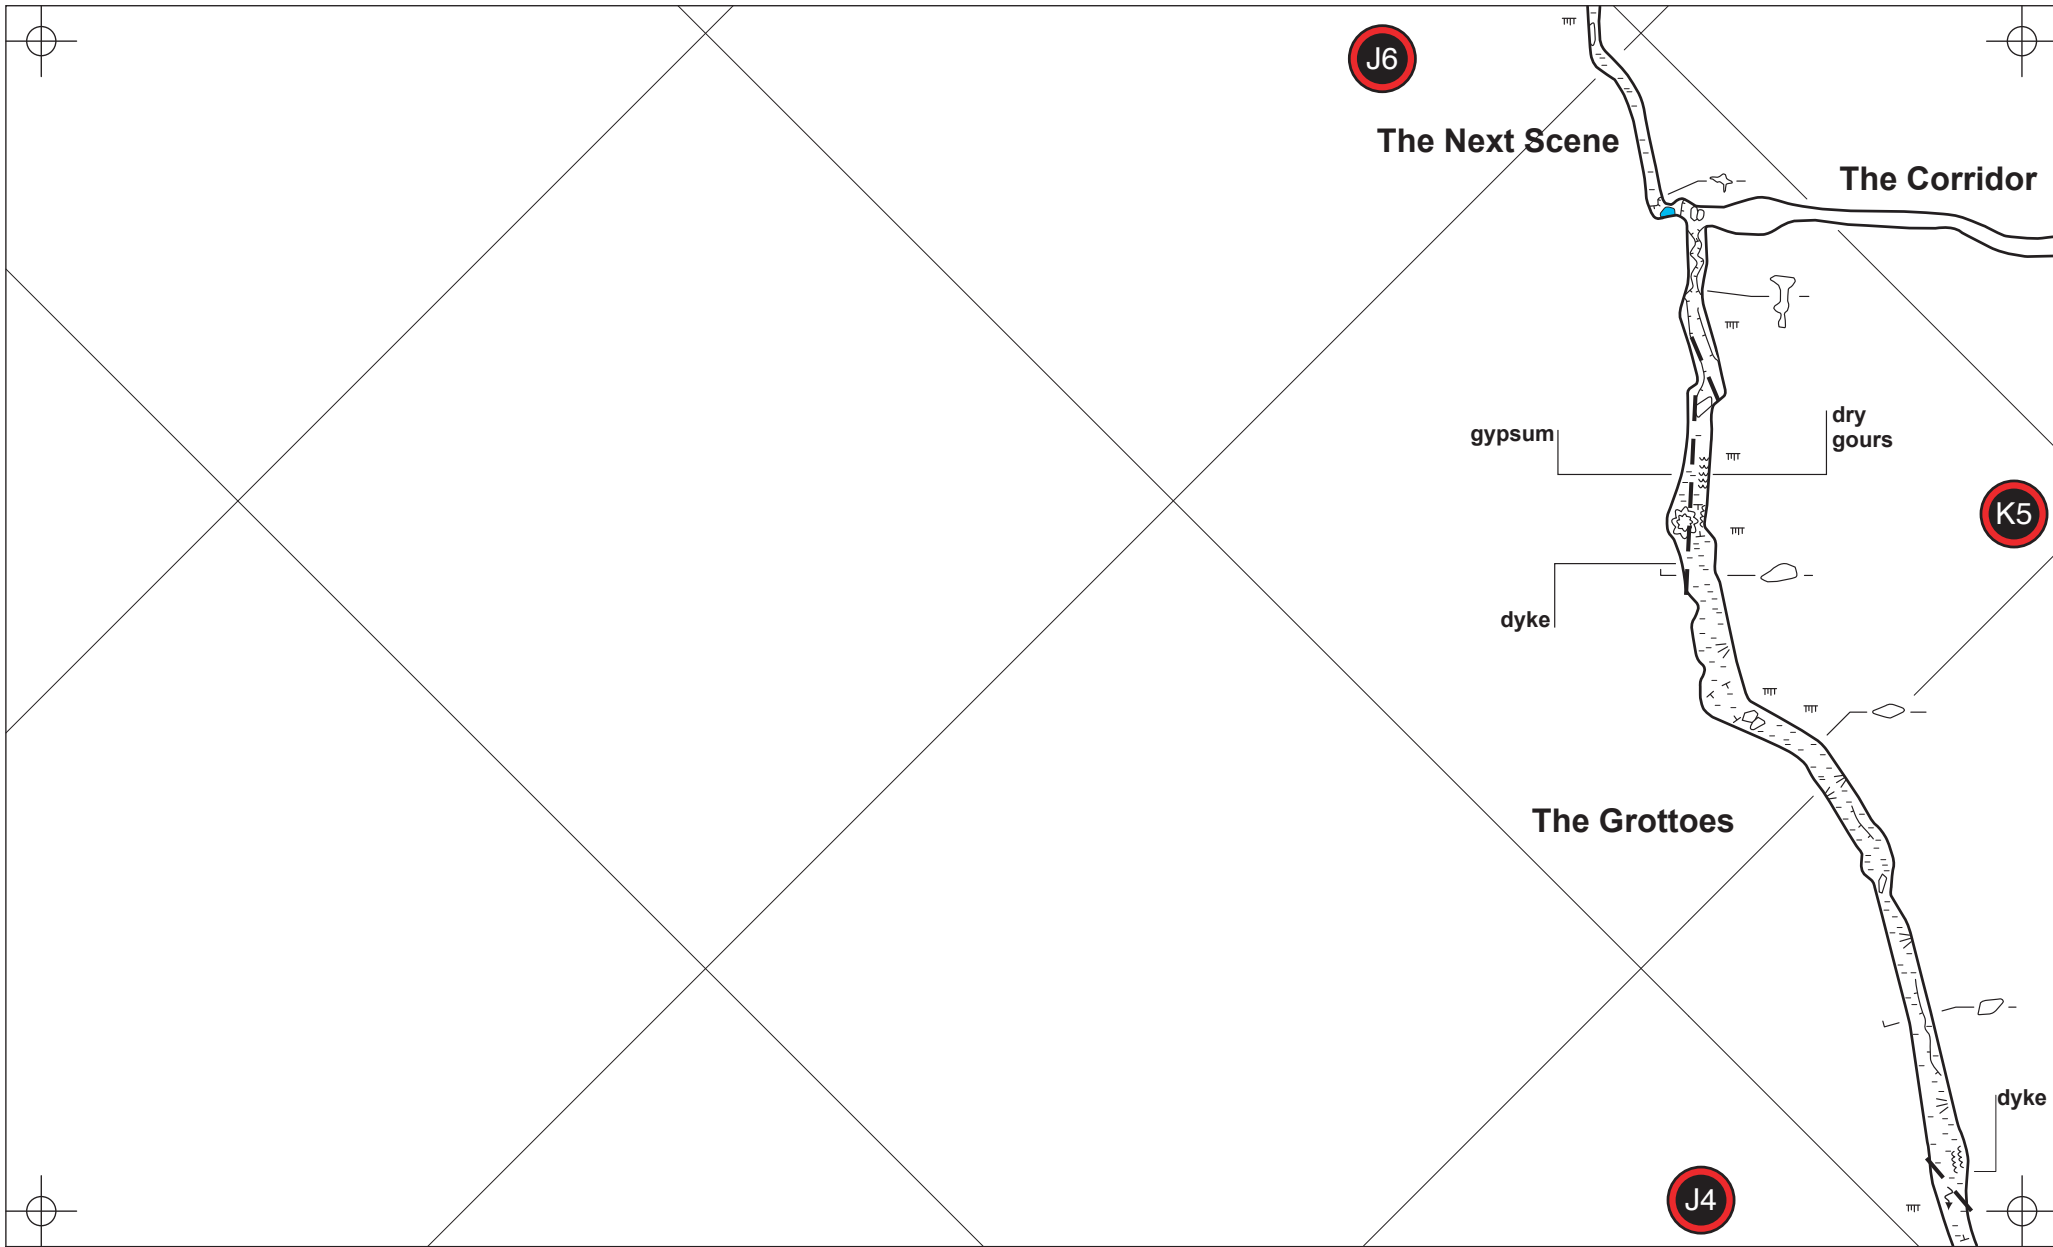 J6
The Next Scene
The Corridor
dry
gours
gypsum
K5
dyke
The Grottoes
dyke
J4